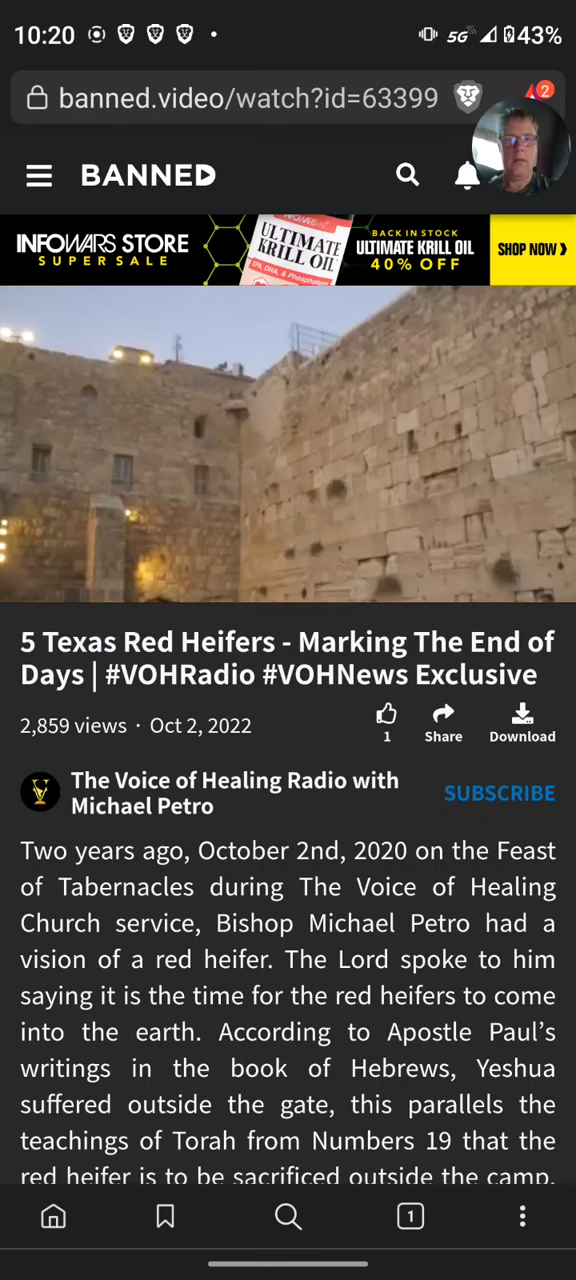 10:20
5G
43%
banned.video/watch?id=63399
2
BANNED
INFOWARS STORE
SUPER SALE
INFOWARS
ULTIMATE
KRILL OIL
EPA, DHA, & Phospholipids
BACK IN STOCK
ULTIMATE KRILL OIL
40% OFF
SHOP NOW
5 Texas Red Heifers - Marking The End of
Days | #VOHRadio #VOHNews Exclusive
2,859 views · Oct 2, 2022
1
Share
Download
The Voice of Healing Radio with
Michael Petro
SUBSCRIBE
Two years ago, October 2nd, 2020 on the Feast
of Tabernacles during The Voice of Healing
Church service, Bishop Michael Petro had a
vision of a red heifer. The Lord spoke to him
saying it is the time for the red heifers to come
into the earth. According to Apostle Paul’s
writings in the book of Hebrews, Yeshua
suffered outside the gate, this parallels the
teachings of Torah from Numbers 19 that the
red heifer is to be sacrificed outside the camp.
1